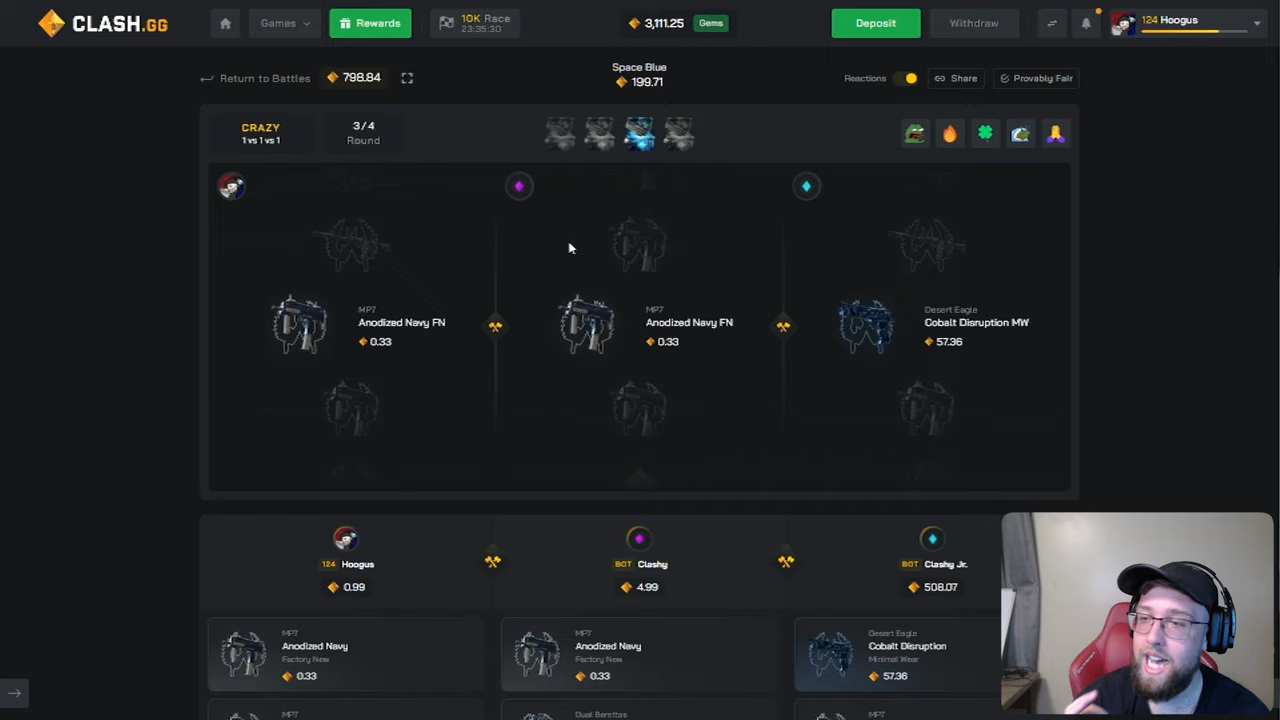 CLASH.GG
Games
Rewards
10K Race
23:35:30
3,111.25
Gems
Deposit
Withdraw
124 Hoogus
Return to Battles
798.84
Space Blue
199.71
Reactions
Share
Provably Fair
CRAZY
1 vs 1 vs 1
3/4
Round
MP7
Anodized Navy FN
0.33
MP7
Anodized Navy FN
0.33
Desert Eagle
Cobalt Disruption MW
57.36
124 Hoogus
0.99
BOT Clashy
4.99
BOT Clashy Jr.
508.07
MP7
Anodized Navy
Factory New
0.33
MP7
Anodized Navy
Factory New
0.33
Desert Eagle
Cobalt Disruption
Minimal Wear
57.36
MP7
Dual Berettas
MP7